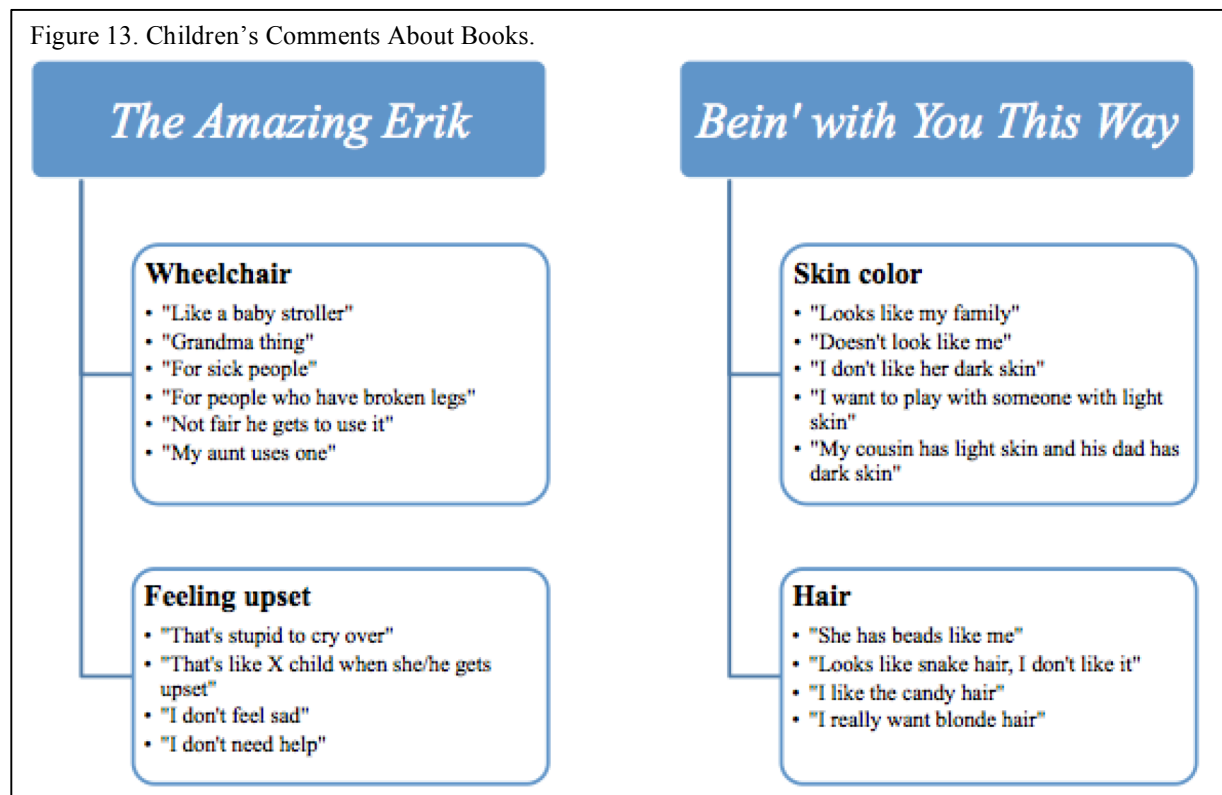 Figure 13. Children’s Comments About Books.
The Amazing Erik
Wheelchair
• "Like a baby stroller"
• "Grandma thing"
• "For sick people"
• "For people who have broken legs"
• "Not fair he gets to use it"
• "My aunt uses one"
Feeling upset
• "That's stupid to cry over"
• "That's like X child when she/he gets
upset"
• "I don't feel sad"
• "I don't need help"
Bein' with You This Way
Skin color
• "Looks like my family"
• "Doesn't look like me"
• "I don't like her dark skin"
• "I want to play with someone with light
skin"
• "My cousin has light skin and his dad has
dark skin"
Hair
• "She has beads like me"
• "Looks like snake hair, I don't like it"
• "I like the candy hair"
• "I really want blonde hair"